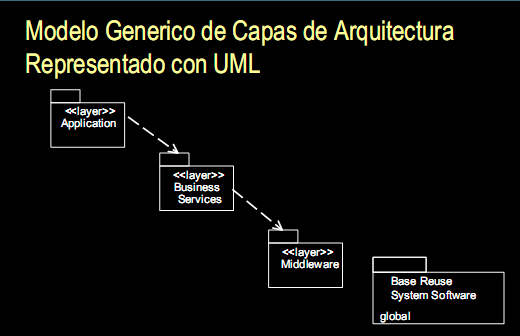 Modelo Generico de Capas de Arquitectura
Representado con UML
<<layer>>
Application
<<layer>>
Business
Services
<<layer>>
Middleware
Base Reuse
System Software
global